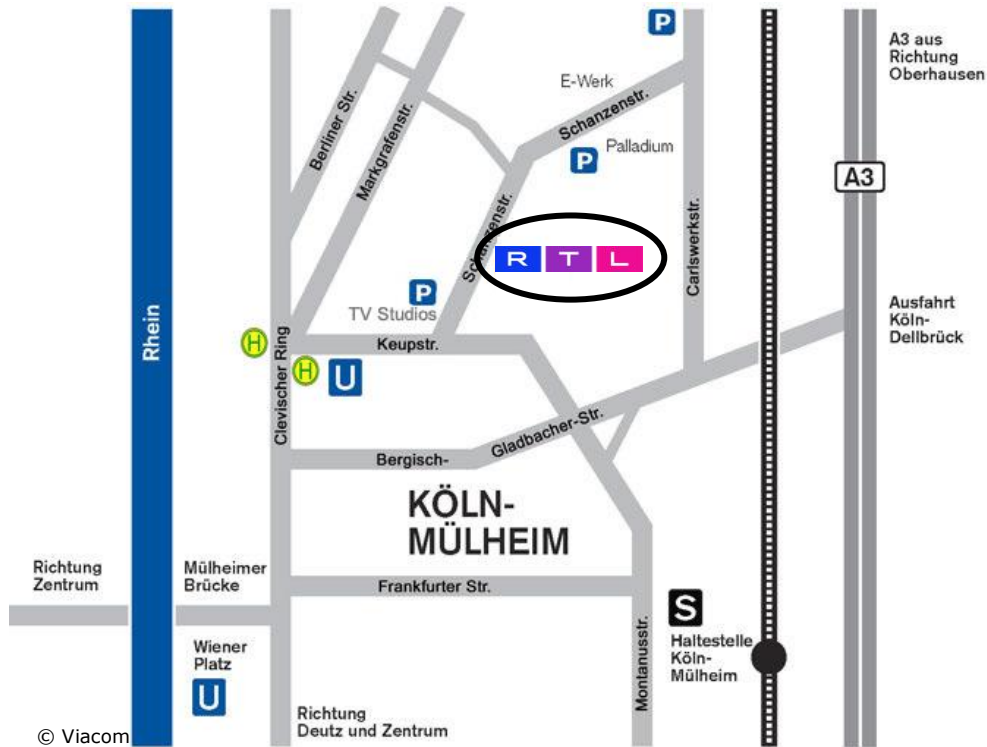 P
A3 aus
Richtung
Oberhausen
E-Werk
Schanzenstr.
Berliner Str.
Markgrafenstr.
P
Palladium
A3
Schanzenstr.
RTL
Carlswerkstr.
P
TV Studios
Ausfahrt
Köln-
Dellbrück
Rhein
H
Keupstr.
H
U
Clevischer Ring
Gladbacher-Str.
Bergisch-
KÖLN-
MÜLHEIM
Richtung
Zentrum
Mülheimer
Brücke
Frankfurter Str.
S
Haltestelle
Köln-
Mülheim
Montanusstr.
Wiener
Platz
U
Richtung
Deutz und Zentrum
© Viacom